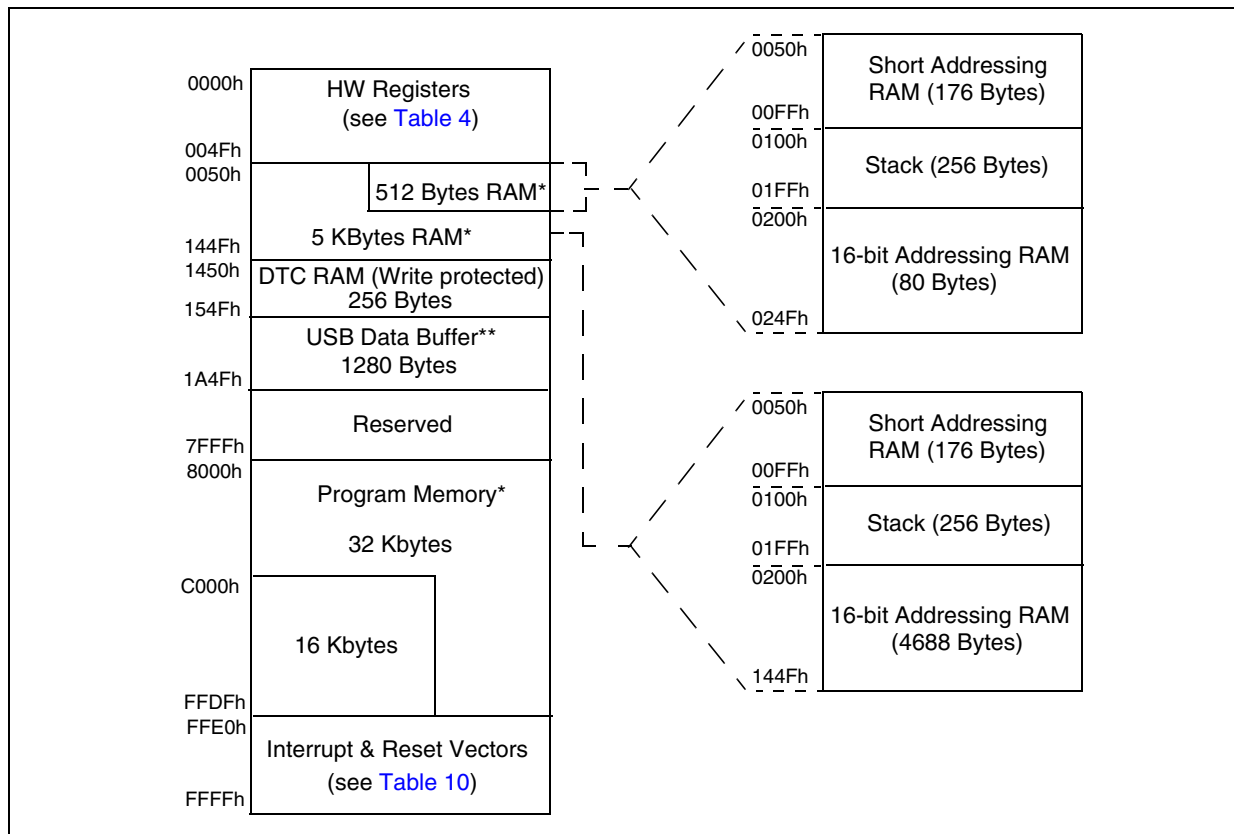 0000h
HW Registers
(see Table 4)
004Fh
0050h
512 Bytes RAM*
5 KBytes RAM*
144Fh
1450h
DTC RAM (Write protected)
256 Bytes
154Fh
USB Data Buffer**
1280 Bytes
1A4Fh
Reserved
7FFFh
8000h
Program Memory*
32 Kbytes
C000h
16 Kbytes
FFDFh
FFE0h
Interrupt & Reset Vectors
(see Table 10)
FFFFh
0050h
Short Addressing
RAM (176 Bytes)
00FFh
0100h
Stack (256 Bytes)
01FFh
0200h
16-bit Addressing RAM
(80 Bytes)
024Fh
0050h
Short Addressing
RAM (176 Bytes)
00FFh
0100h
Stack (256 Bytes)
01FFh
0200h
16-bit Addressing RAM
(4688 Bytes)
144Fh